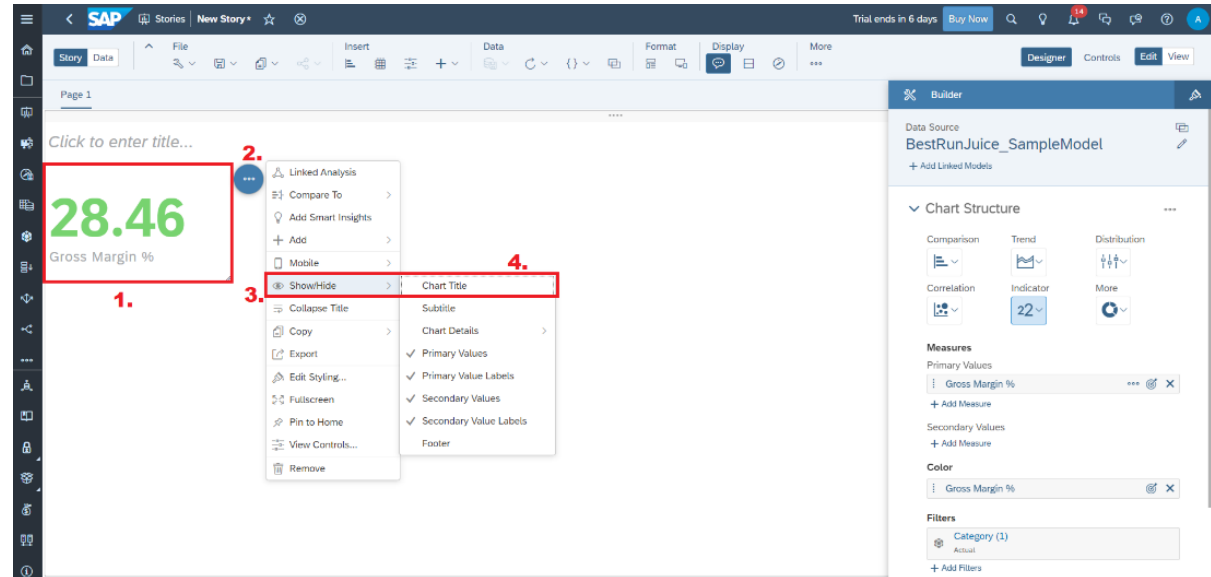 SAP Stories New Story* Trial ends in 6 days Buy Now 14 A
Story Data File Insert Data Format Display More Designer Controls Edit View
Page 1
Builder
Click to enter title...
Data Source
BestRunJuice_SampleModel
+ Add Linked Models
28.46
Gross Margin %
1.
2.
Linked Analysis
Compare To
Add Smart Insights
Add
Mobile
3.
Show/Hide
Collapse Title
Copy
Export
Edit Styling...
Fullscreen
Pin to Home
View Controls...
Remove
4.
Chart Title
Subtitle
Chart Details
Primary Values
Primary Value Labels
Secondary Values
Secondary Value Labels
Footer
Chart Structure
Comparison Trend Distribution
Correlation Indicator More
22
Measures
Primary Values
Gross Margin %
+ Add Measure
Secondary Values
+ Add Measure
Color
Gross Margin %
Filters
Category (1)
Actual
+ Add Filters